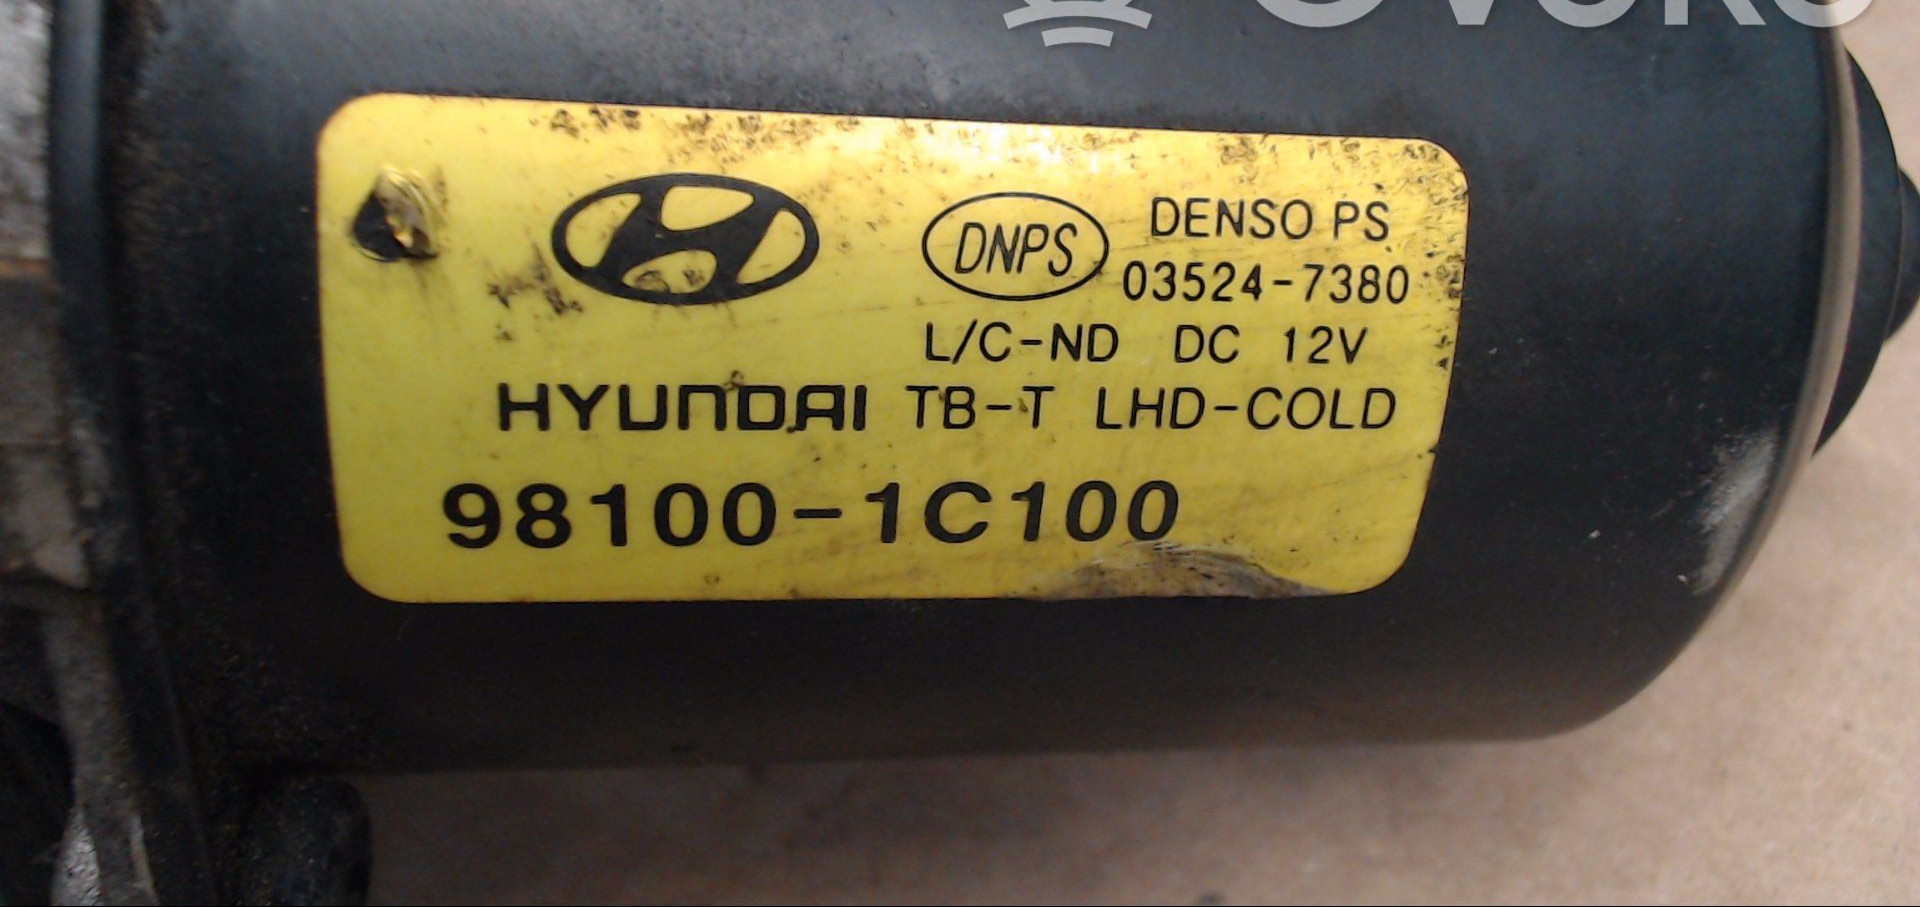 DNPS
DENSO PS
03524-7380
L/C-ND DC 12V
HYUNDAI TB-T LHD-COLD
98100-1C100